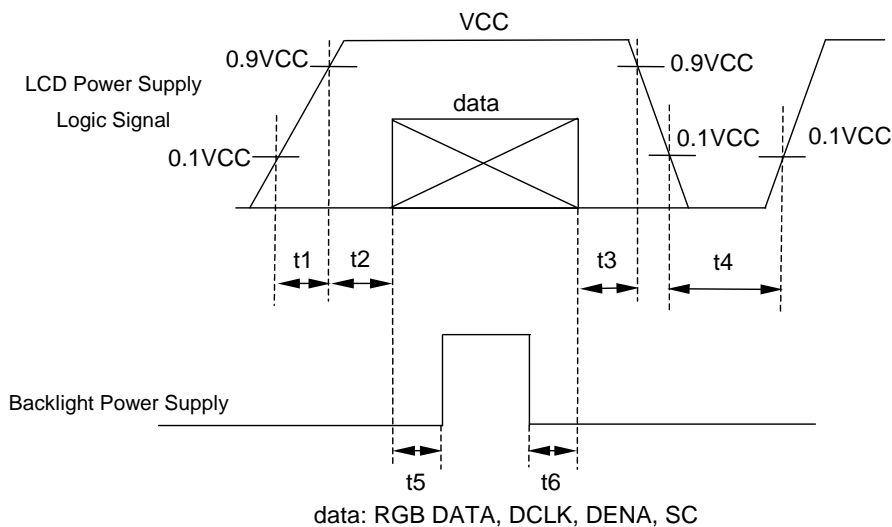 VCC
0.9VCC
0.9VCC
LCD Power Supply
Logic Signal
data
0.1VCC
0.1VCC
0.1VCC
t1
t2
t3
t4
Backlight Power Supply
t5
t6
data: RGB DATA, DCLK, DENA, SC